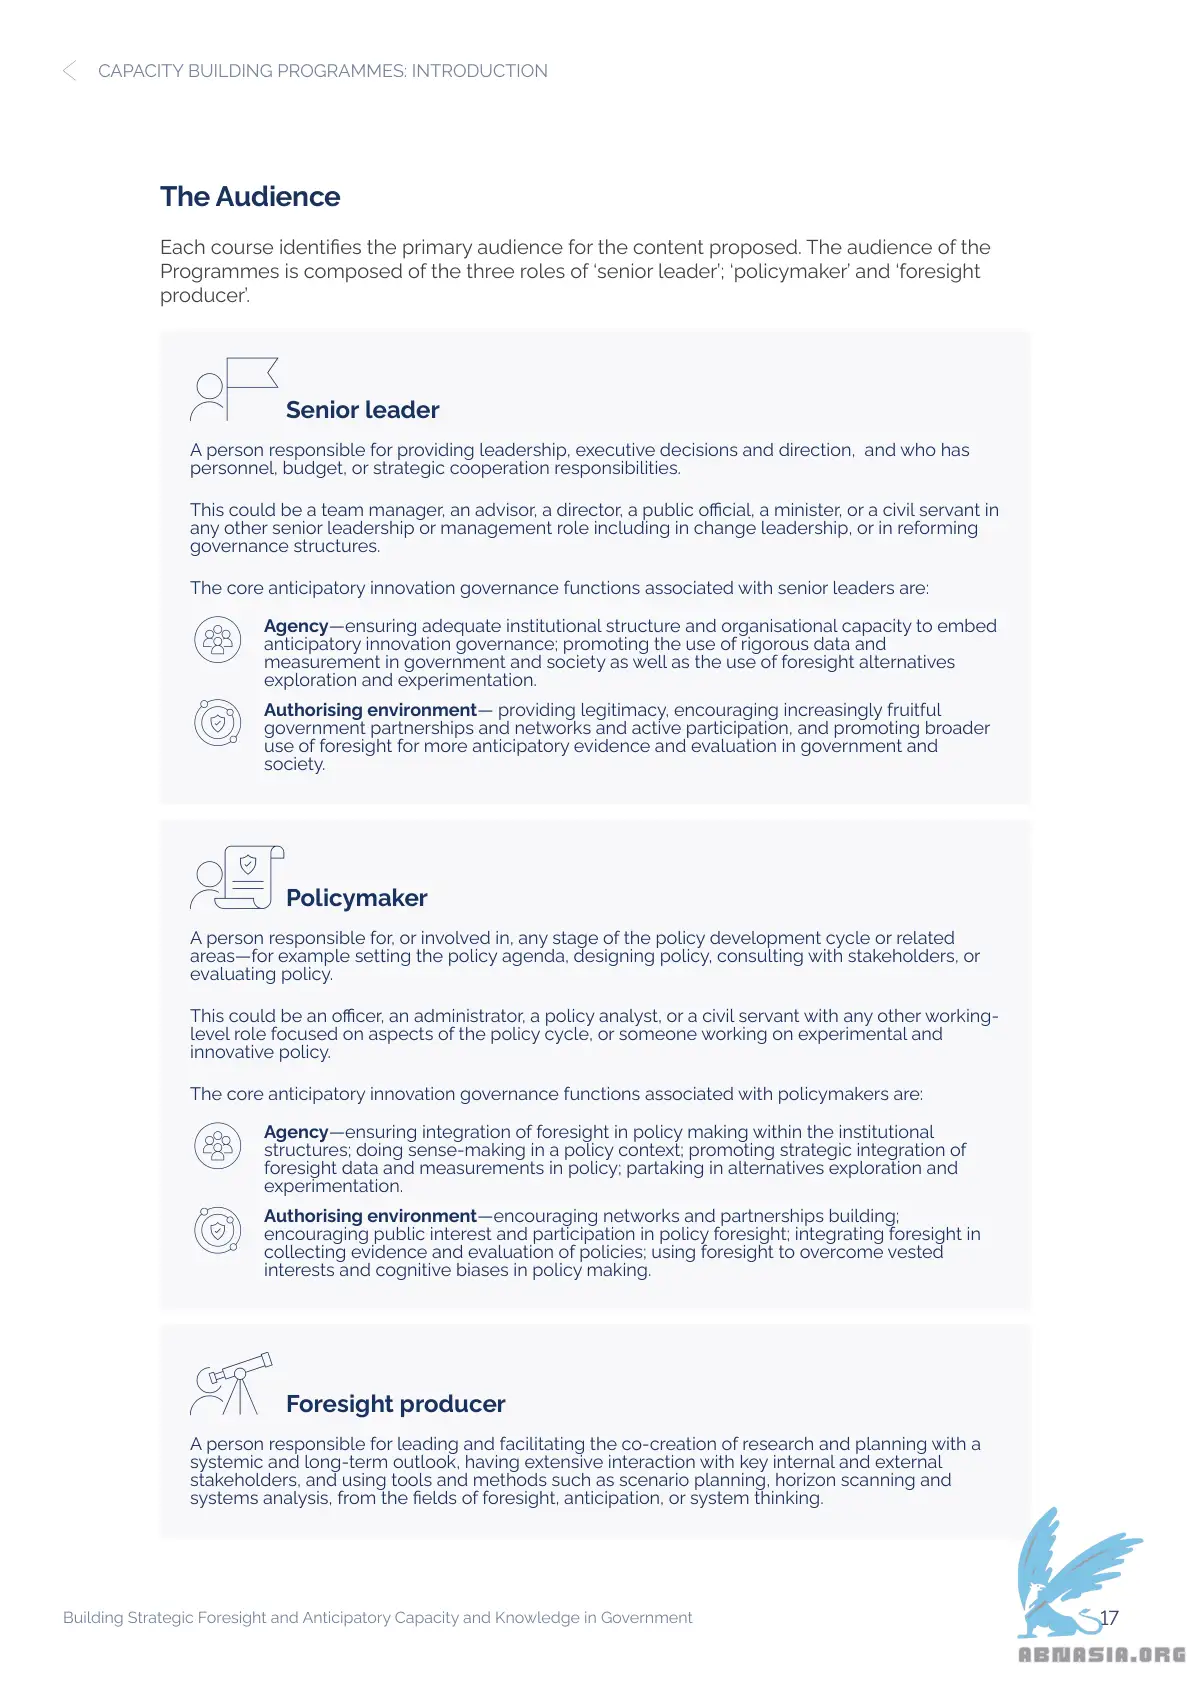 CAPACITY BUILDING PROGRAMMES: INTRODUCTION
The Audience
Each course identifies the primary audience for the content proposed. The audience of the
Programmes is composed of the three roles of ‘senior leader’; ‘policymaker’ and ‘foresight
producer’.
Senior leader
A person responsible for providing leadership, executive decisions and direction,  and who has
personnel, budget, or strategic cooperation responsibilities.
This could be a team manager, an advisor, a director, a public official, a minister, or a civil servant in
any other senior leadership or management role including in change leadership, or in reforming
governance structures.
The core anticipatory innovation governance functions associated with senior leaders are:
Agency—ensuring adequate institutional structure and organisational capacity to embed
anticipatory innovation governance; promoting the use of rigorous data and
measurement in government and society as well as the use of foresight alternatives
exploration and experimentation.
Authorising environment— providing legitimacy, encouraging increasingly fruitful
government partnerships and networks and active participation, and promoting broader
use of foresight for more anticipatory evidence and evaluation in government and
society.
Policymaker
A person responsible for, or involved in, any stage of the policy development cycle or related
areas—for example setting the policy agenda, designing policy, consulting with stakeholders, or
evaluating policy.
This could be an officer, an administrator, a policy analyst, or a civil servant with any other working-
level role focused on aspects of the policy cycle, or someone working on experimental and
innovative policy.
The core anticipatory innovation governance functions associated with policymakers are:
Agency—ensuring integration of foresight in policy making within the institutional
structures; doing sense-making in a policy context; promoting strategic integration of
foresight data and measurements in policy; partaking in alternatives exploration and
experimentation.
Authorising environment—encouraging networks and partnerships building;
encouraging public interest and participation in policy foresight; integrating foresight in
collecting evidence and evaluation of policies; using foresight to overcome vested
interests and cognitive biases in policy making.
Foresight producer
A person responsible for leading and facilitating the co-creation of research and planning with a
systemic and long-term outlook, having extensive interaction with key internal and external
stakeholders, and using tools and methods such as scenario planning, horizon scanning and
systems analysis, from the fields of foresight, anticipation, or system thinking.
Building Strategic Foresight and Anticipatory Capacity and Knowledge in Government
17
ABNASIA.ORG